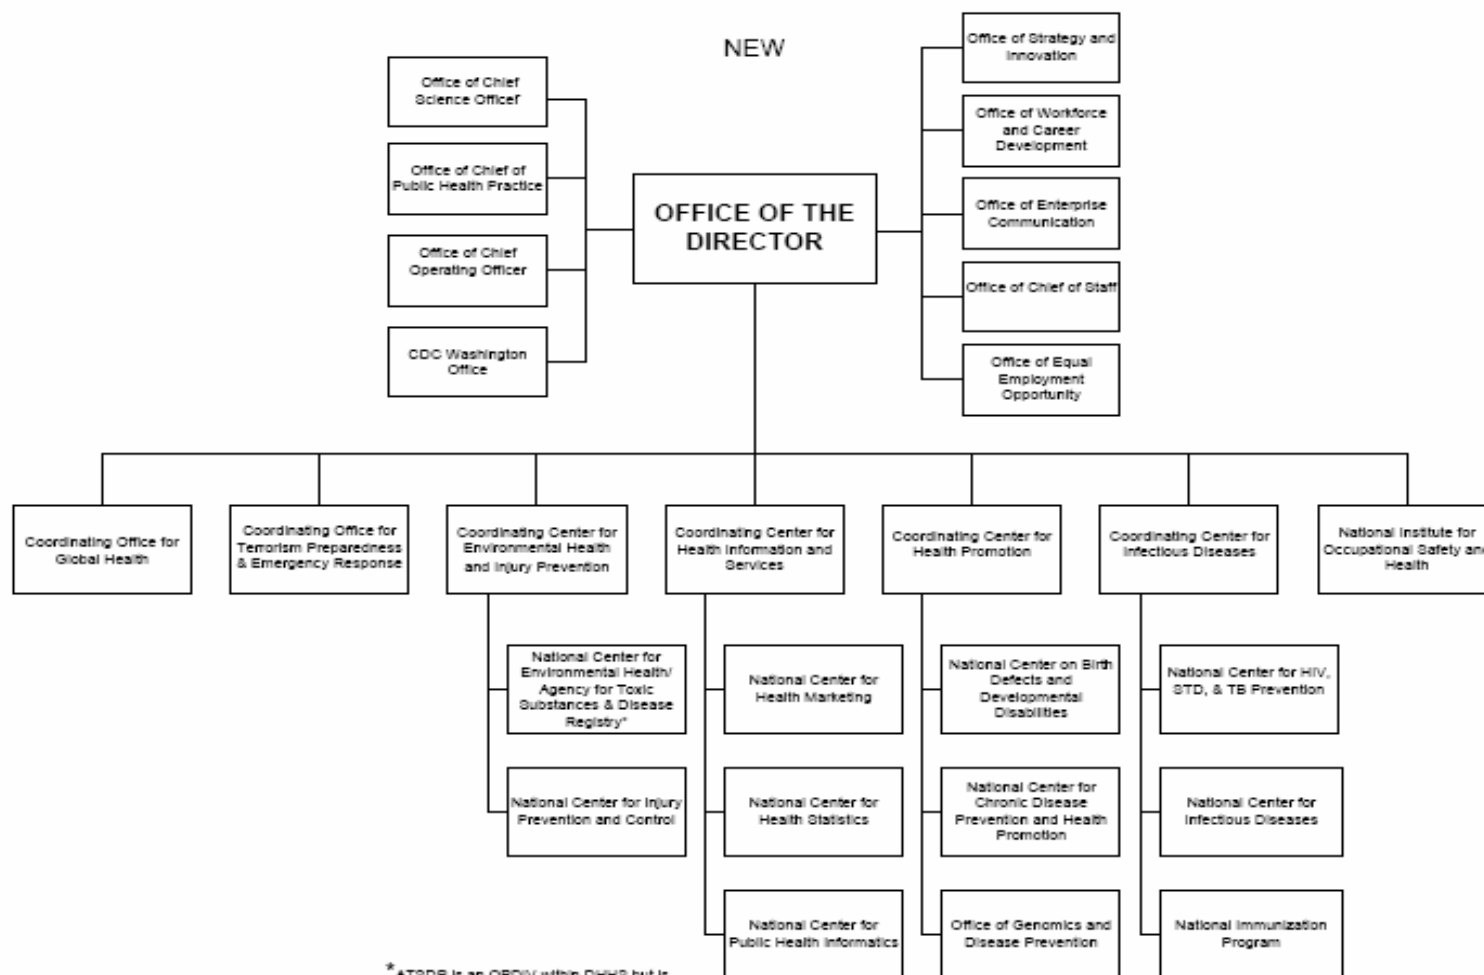 NEW
Office of Chief
Science Officer
Office of Chief of
Public Health Practice
Office of Chief
Operating Officer
CDC Washington
Office
OFFICE OF THE
DIRECTOR
Office of Strategy and
Innovation
Office of Workforce
and Career
Development
Office of Enterprise
Communication
Office of Chief of Staff
Office of Equal
Employment
Opportunity
Coordinating Office for
Global Health
Coordinating Office for
Terrorism Preparedness
& Emergency Response
Coordinating Center for
Environmental Health
and Injury Prevention
Coordinating Center for
Health Information and
Services
Coordinating Center for
Health Promotion
Coordinating Center for
Infectious Diseases
National Institute for
Occupational Safety and
Health
National Center for
Environmental Health/
Agency for Toxic
Substances & Disease
Registry*
National Center for Injury
Prevention and Control
National Center for
Health Marketing
National Center for
Health Statistics
National Center for
Public Health Informatics
National Center on Birth
Defects and
Developmental
Disabilities
National Center for
Chronic Disease
Prevention and Health
Promotion
Office of Genomics and
Disease Prevention
National Center for HIV,
STD, & TB Prevention
National Center for
Infectious Diseases
National Immunization
Program
*ATSDR is an OPDIV within DHHS but is